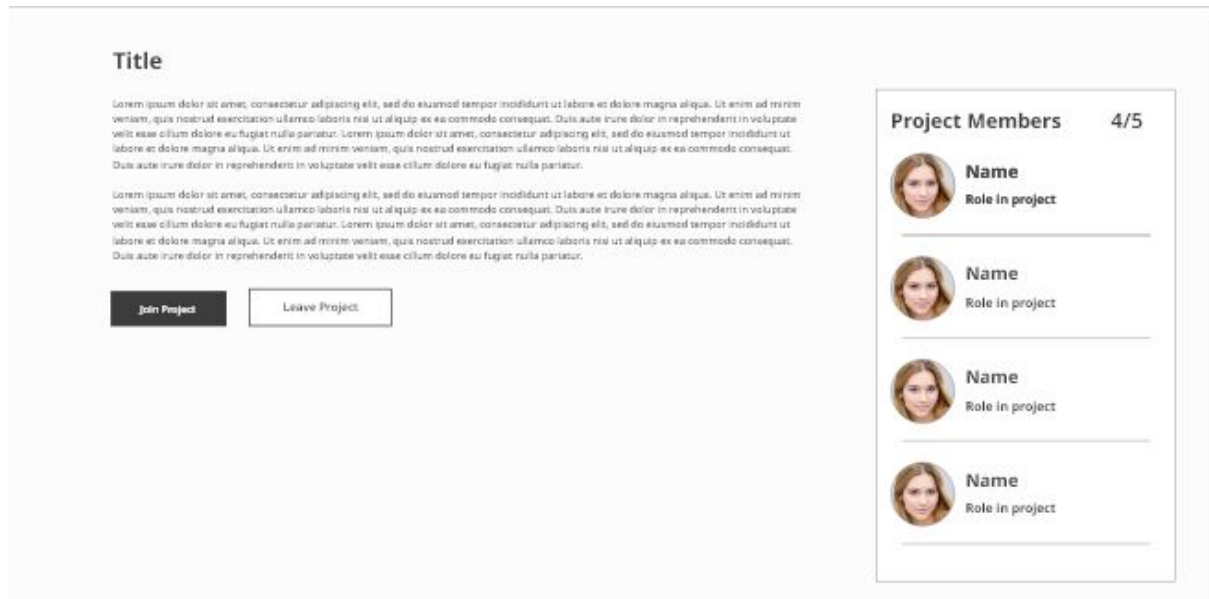 Title
Lorem ipsum dolor sit amet, consectetur adipiscing elit, sed do eiusmod tempor incididunt ut labore et dolore magna aliqua. Ut enim ad minim
veniam, quis nostrud exercitation ullamco laboris nisi ut aliquip ex ea commodo consequat. Duis aute irure dolor in reprehenderit in voluptate
velit esse cillum dolore eu fugiat nulla pariatur. Lorem ipsum dolor sit amet, consectetur adipiscing elit, sed do eiusmod tempor incididunt ut
labore et dolore magna aliqua. Ut enim ad minim veniam, quis nostrud exercitation ullamco laboris nisi ut aliquip ex ea commodo consequat.
Duis aute irure dolor in reprehenderit in voluptate velit esse cillum dolore eu fugiat nulla pariatur.
Lorem ipsum dolor sit amet, consectetur adipiscing elit, sed do eiusmod tempor incididunt ut labore et dolore magna aliqua. Ut enim ad minim
veniam, quis nostrud exercitation ullamco laboris nisi ut aliquip ex ea commodo consequat. Duis aute irure dolor in reprehenderit in voluptate
velit esse cillum dolore eu fugiat nulla pariatur. Lorem ipsum dolor sit amet, consectetur adipiscing elit, sed do eiusmod tempor incididunt ut
labore et dolore magna aliqua. Ut enim ad minim veniam, quis nostrud exercitation ullamco laboris nisi ut aliquip ex ea commodo consequat.
Duis aute irure dolor in reprehenderit in voluptate velit esse cillum dolore eu fugiat nulla pariatur.
Join Project
Leave Project
Project Members 4/5
Name
Role in project
Name
Role in project
Name
Role in project
Name
Role in project